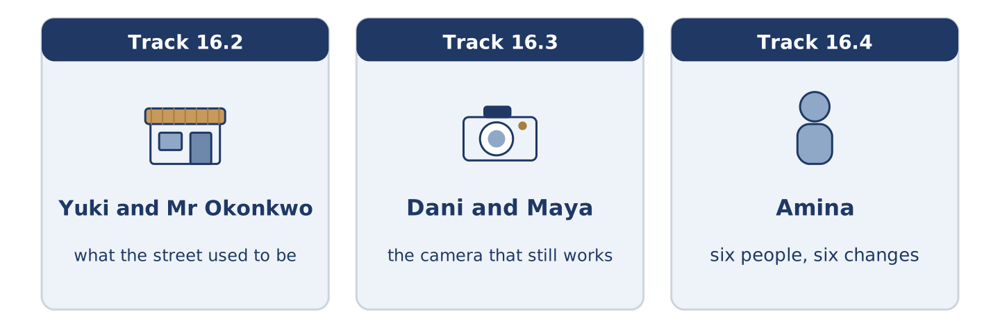 Track 16.2
Yuki and Mr Okonkwo
what the street used to be
Track 16.3
Dani and Maya
the camera that still works
Track 16.4
Amina
six people, six changes